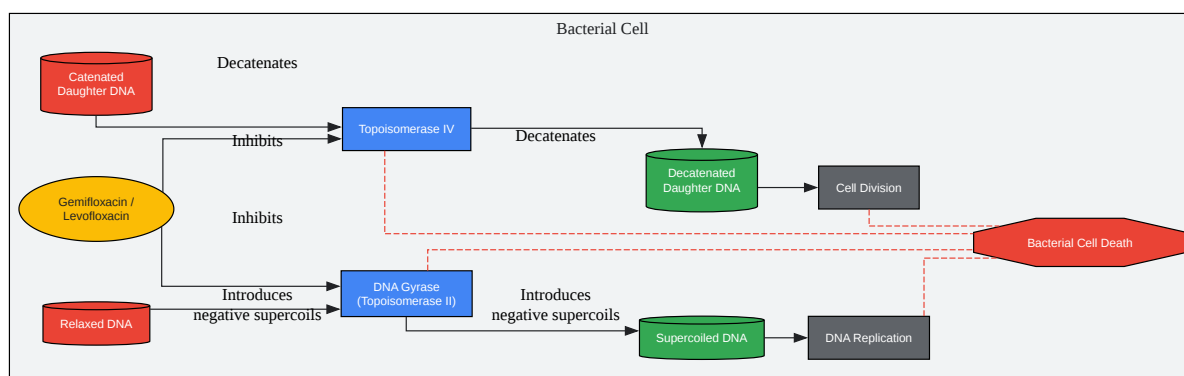 Bacterial Cell
Decatenates
Catenated
Daughter DNA
Topoisomerase IV
Inhibits
Decatenates
Decatenated
Daughter DNA
Cell Division
Gemifloxacin /
Levofloxacin
Inhibits
Bacterial Cell Death
DNA Gyrase
(Topoisomerase II)
Introduces
negative supercoils
Introduces
negative supercoils
Relaxed DNA
Supercoiled DNA
DNA Replication